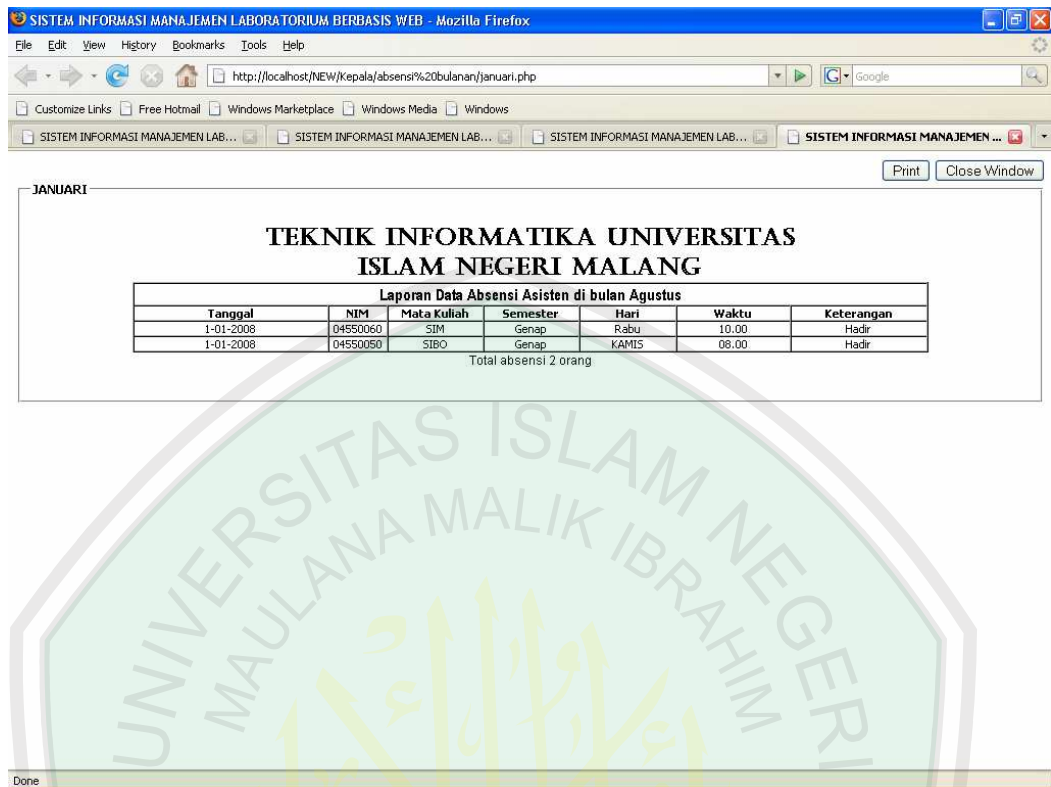 SISTEM INFORMASI MANAJEMEN LABORATORIUM BERBASIS WEB - Mozilla Firefox
File Edit View History Bookmarks Tools Help
http://localhost/NEW/Kepala/absensi%20bulanan/januari.php
G Google
Customize Links Free Hotmail Windows Marketplace Windows Media Windows
SISTEM INFORMASI MANAJEMEN LAB... SISTEM INFORMASI MANAJEMEN LAB... SISTEM INFORMASI MANAJEMEN LAB... SISTEM INFORMASI MANAJEMEN ...
Print Close Window
JANUARI
TEKNIK INFORMATIKA UNIVERSITAS
ISLAM NEGERI MALANG
Laporan Data Absensi Asisten di bulan Agustus
Tanggal NIM Mata Kuliah Semester Hari Waktu Keterangan
1-01-2008 04550060 SIM Genap Rabu 10.00 Hadir
1-01-2008 04550050 SIBO Genap KAMIS 08.00 Hadir
Total absensi 2 orang
UNIVERSITAS ISLAM NEGERI
MAULANA MALIK IBRAHIM
Done